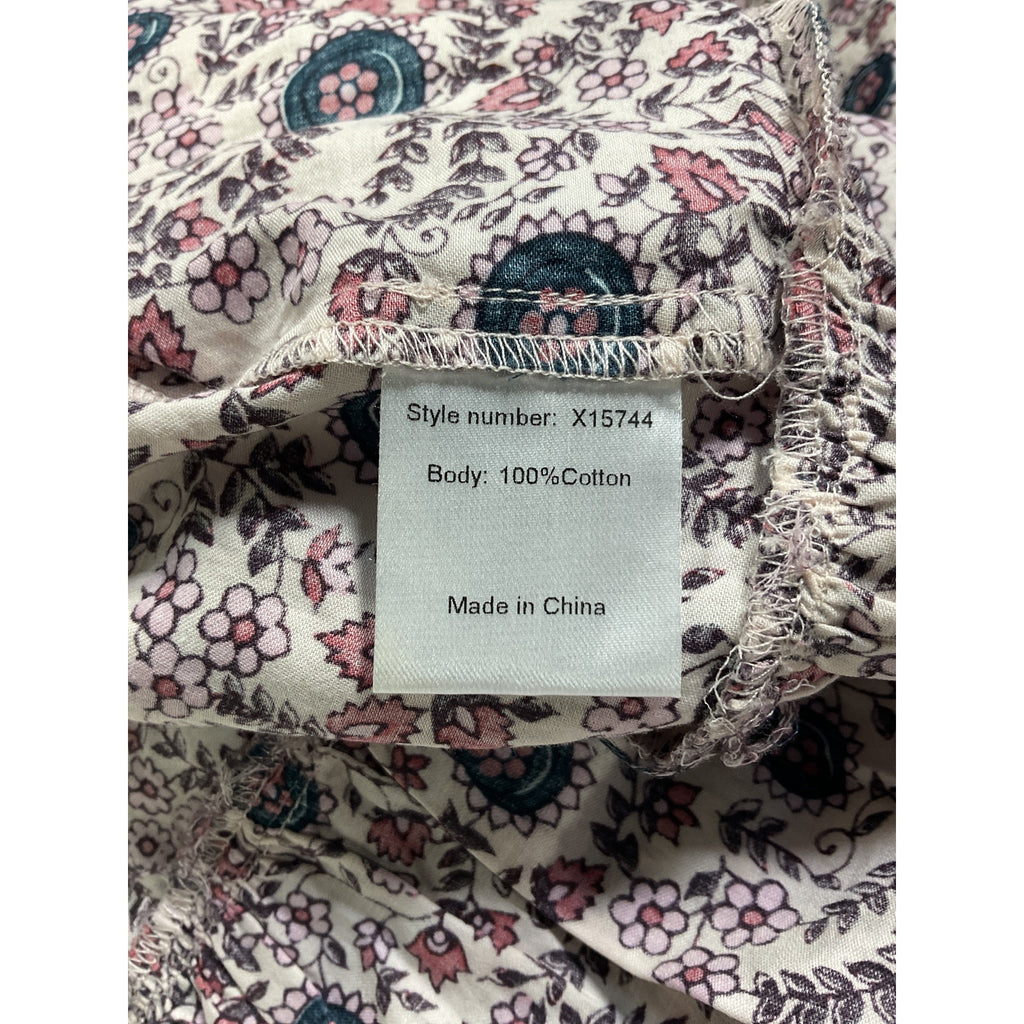 Style number: X15744
Body: 100%Cotton
Made in China